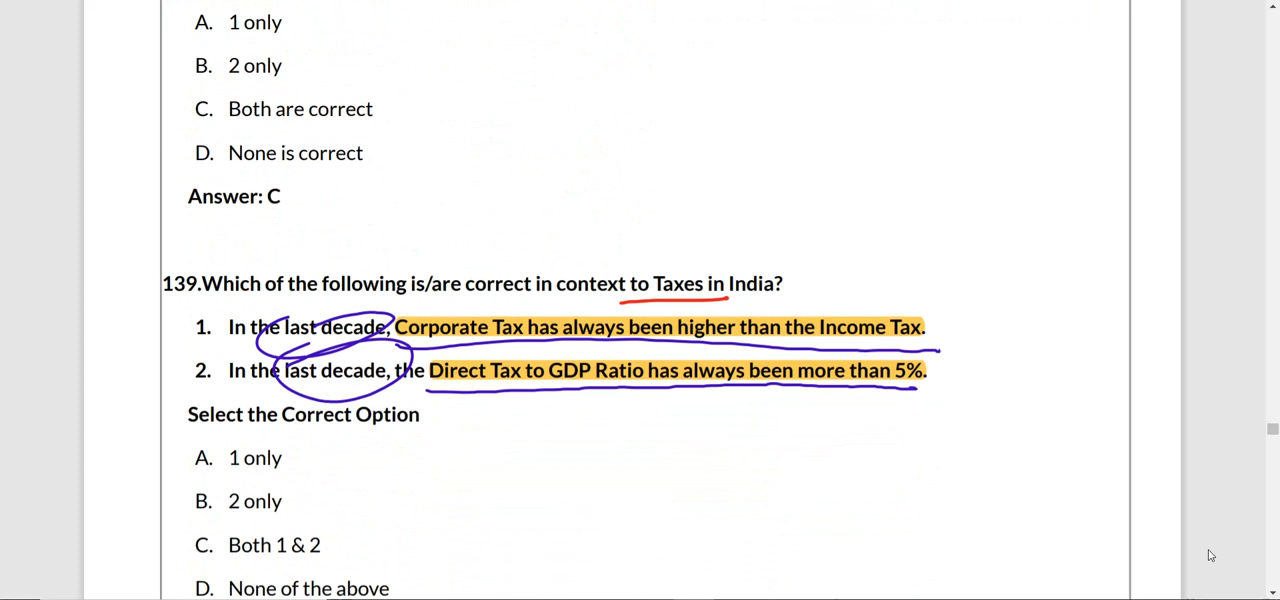 A. 1 only
B. 2 only
C. Both are correct
D. None is correct
Answer: C
139.Which of the following is/are correct in context to Taxes in India?
1. In the last decade, Corporate Tax has always been higher than the Income Tax.
2. In the last decade, the Direct Tax to GDP Ratio has always been more than 5%.
Select the Correct Option
A. 1 only
B. 2 only
C. Both 1 & 2
D. None of the above